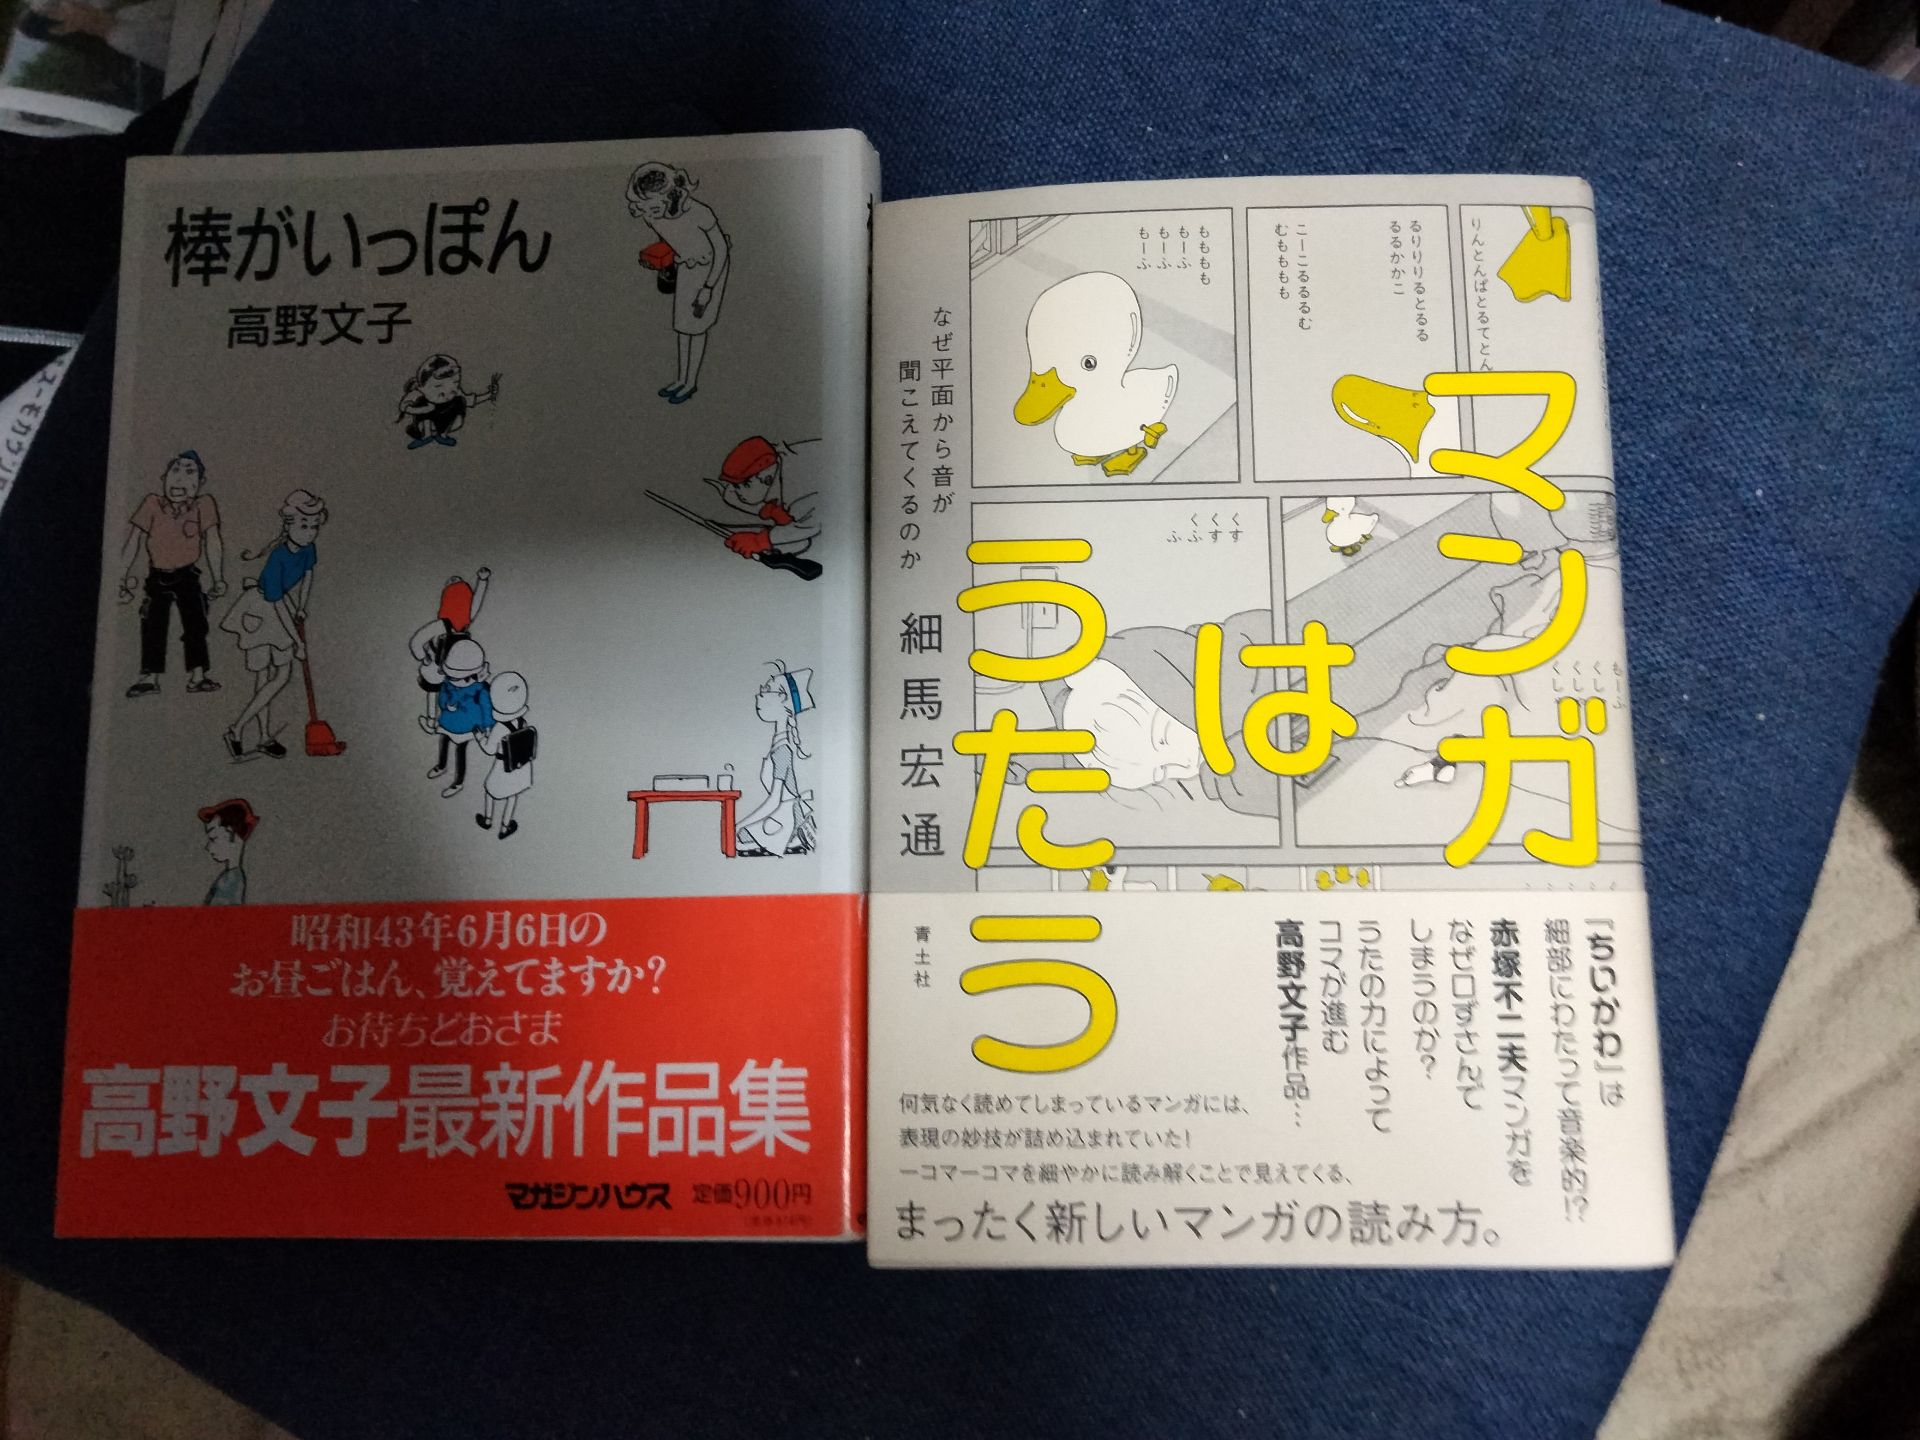 棒がいっぽん
高野文子
昭和43年6月6日の
お昼ごはん、覚えてますか?
お待ちどおさま
高野文子最新作品集
マガジンハウス 定価900円
マンガ
は
うたう
なぜ平面から音が
聞こえてくるのか
細馬宏通
青土社
りんとんぱとるてとん
るりりりるとるる
るるかかこ
こーこるるるむ
むもももも
もももも
もーふ
もーふ
もーふ
くす
くす
くふ
ふ
もーふ
くし
くし
くし
『ちいかわ』は
細部にわたって音楽的!?
赤塚不二夫マンガを
なぜ口ずさんで
しまうのか?
うたの力によって
コマが進む
高野文子作品…
何気なく読めてしまっているマンガには、
表現の妙技が詰め込まれていた!
一コマ一コマを細やかに読み解くことで見えてくる、
まったく新しいマンガの読み方。